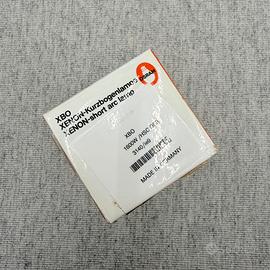 XBO
XENON-Kurzbogenlampe
XENON-short arc lamp
OSRAM
XBO
MADE IN GERMANY